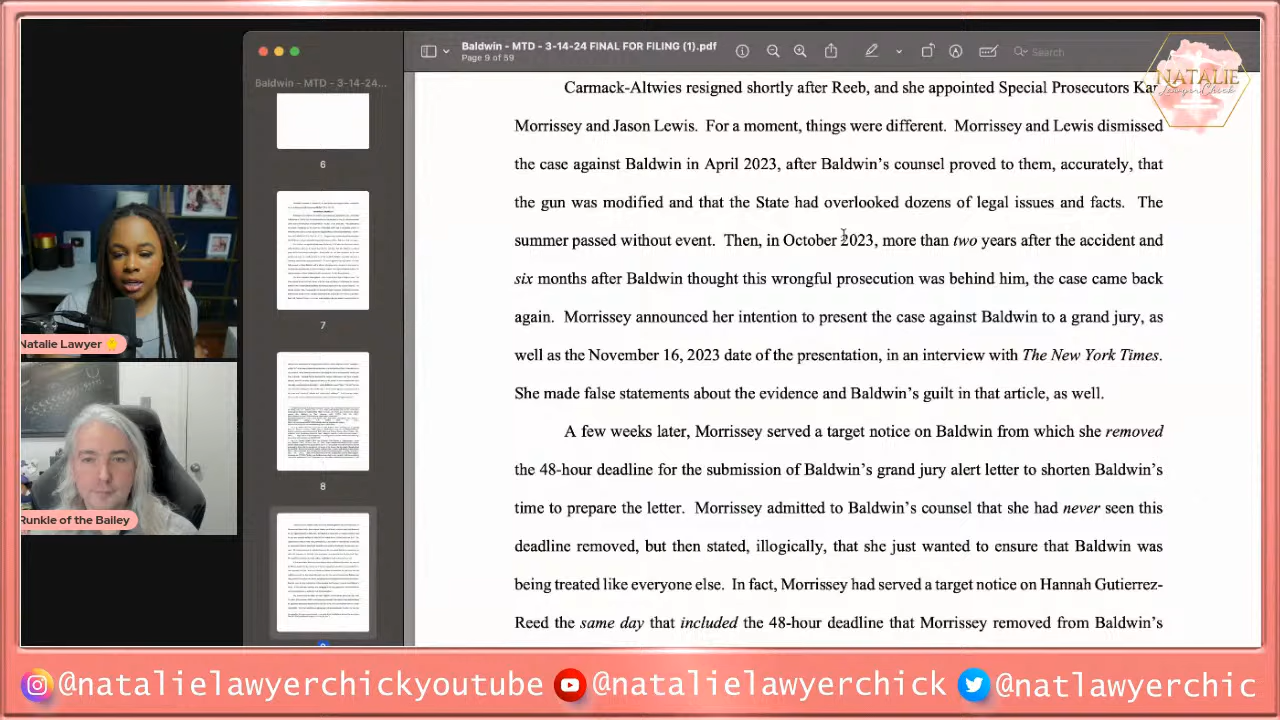 Baldwin - MTD - 3-14-24 FINAL FOR FILING (1).pdf
Page 9 of 59
Search
NATALIE
LawyerChick
Baldwin - MTD - 3-14-24...
6
7
8
Natalie Lawyer
Runkle of the Bailey
Carmack-Altwies resigned shortly after Reeb, and she appointed Special Prosecutors
Morrissey and Jason Lewis. For a moment, things were different. Morrissey and Lewis dismissed
the case against Baldwin in April 2023, after Baldwin's counsel proved to them, accurately, that
the gun was modified and that the State had overlooked dozens of legal issues and facts. The
summer passed without event. October 2023, more than two years after the accident and
six months after Baldwin thought this wrongful prosecution was behind him, the case came back
again. Morrissey announced her intention to present the case against Baldwin to a grand jury, as
well as the November 16, 2023 date of the presentation, in an interview with The New York Times.
She made false statements about the evidence and Baldwin's guilt in that article, as well.
A week later, Morrissey served a target notice on Baldwin from which she removed
the 48-hour deadline for the submission of Baldwin's grand jury alert letter to shorten Baldwin's
time to prepare the letter. Morrissey admitted to Baldwin's counsel that she had never seen this
deadline removed, but then said, illogically, that she just wanted to ensure that Baldwin was
being treated like everyone else. In fact, Morrissey had served a target notice on Hannah Gutierrez-
Reed the same day that included the 48-hour deadline that Morrissey removed from Baldwin's
@natalielawyerchickyoutube
@natalielawyerchick
@natlawyerchic